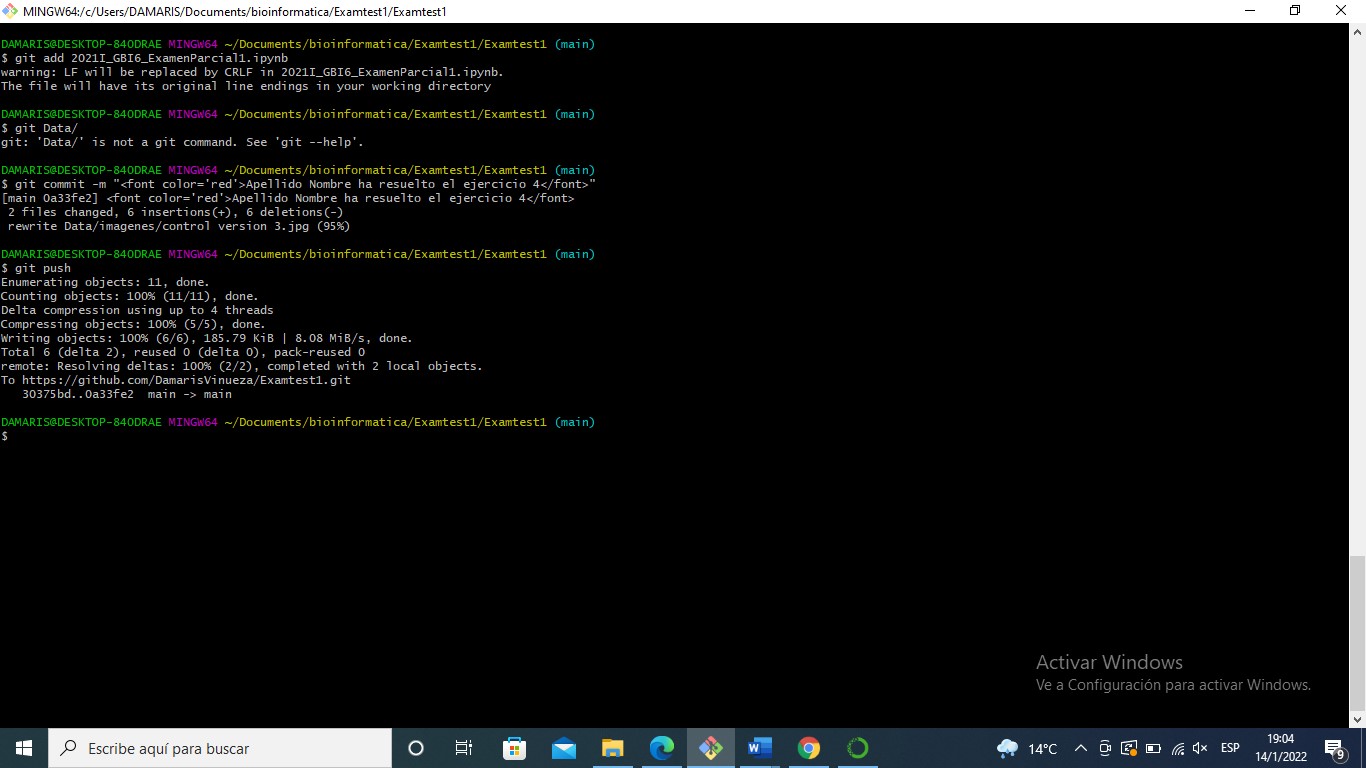 MINGW64:/c/Users/DAMARIS/Documents/bioinformatica/Examtest1/Examtest1
DAMARIS@DESKTOP-84ODRAE MINGW64 ~/Documents/bioinformatica/Examtest1/Examtest1 (main)
$ git add 2021I_GBI6_ExamenParcial1.ipynb
warning: LF will be replaced by CRLF in 2021I_GBI6_ExamenParcial1.ipynb.
The file will have its original line endings in your working directory
DAMARIS@DESKTOP-84ODRAE MINGW64 ~/Documents/bioinformatica/Examtest1/Examtest1 (main)
$ git Data/
git: 'Data/' is not a git command. See 'git --help'.
DAMARIS@DESKTOP-84ODRAE MINGW64 ~/Documents/bioinformatica/Examtest1/Examtest1 (main)
$ git commit -m "<font color='red'>Apellido Nombre ha resuelto el ejercicio 4</font>"
[main 0a33fe2] <font color='red'>Apellido Nombre ha resuelto el ejercicio 4</font>
2 files changed, 6 insertions(+), 6 deletions(-)
rewrite Data/imagenes/control version 3.jpg (95%)
DAMARIS@DESKTOP-84ODRAE MINGW64 ~/Documents/bioinformatica/Examtest1/Examtest1 (main)
$ git push
Enumerating objects: 11, done.
Counting objects: 100% (11/11), done.
Delta compression using up to 4 threads
Compressing objects: 100% (5/5), done.
Writing objects: 100% (6/6), 185.79 KiB | 8.08 MiB/s, done.
Total 6 (delta 2), reused 0 (delta 0), pack-reused 0
remote: Resolving deltas: 100% (2/2), completed with 2 local objects.
To https://github.com/DamarisVinueza/Examtest1.git
30375bd..0a33fe2  main -> main
DAMARIS@DESKTOP-84ODRAE MINGW64 ~/Documents/bioinformatica/Examtest1/Examtest1 (main)
$
Activar Windows
Ve a Configuración para activar Windows.
Escribe aquí para buscar
14°C
ESP
19:04
14/1/2022
9